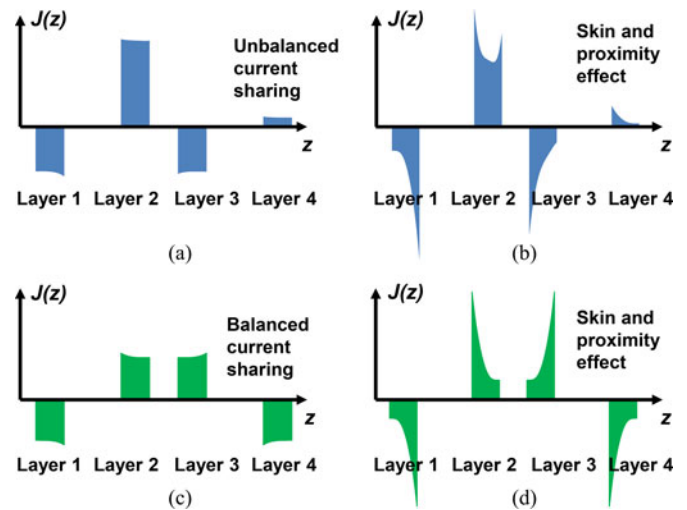 J(z)
Unbalanced
current
sharing
z
Layer 1 Layer 2 Layer 3 Layer 4
(a)
J(z)
Skin and
proximity
effect
z
Layer 1 Layer 2 Layer 3 Layer 4
(b)
J(z)
Balanced
current
sharing
z
Layer 1 Layer 2 Layer 3 Layer 4
(c)
J(z)
Skin and
proximity
effect
z
Layer 1 Layer 2 Layer 3 Layer 4
(d)